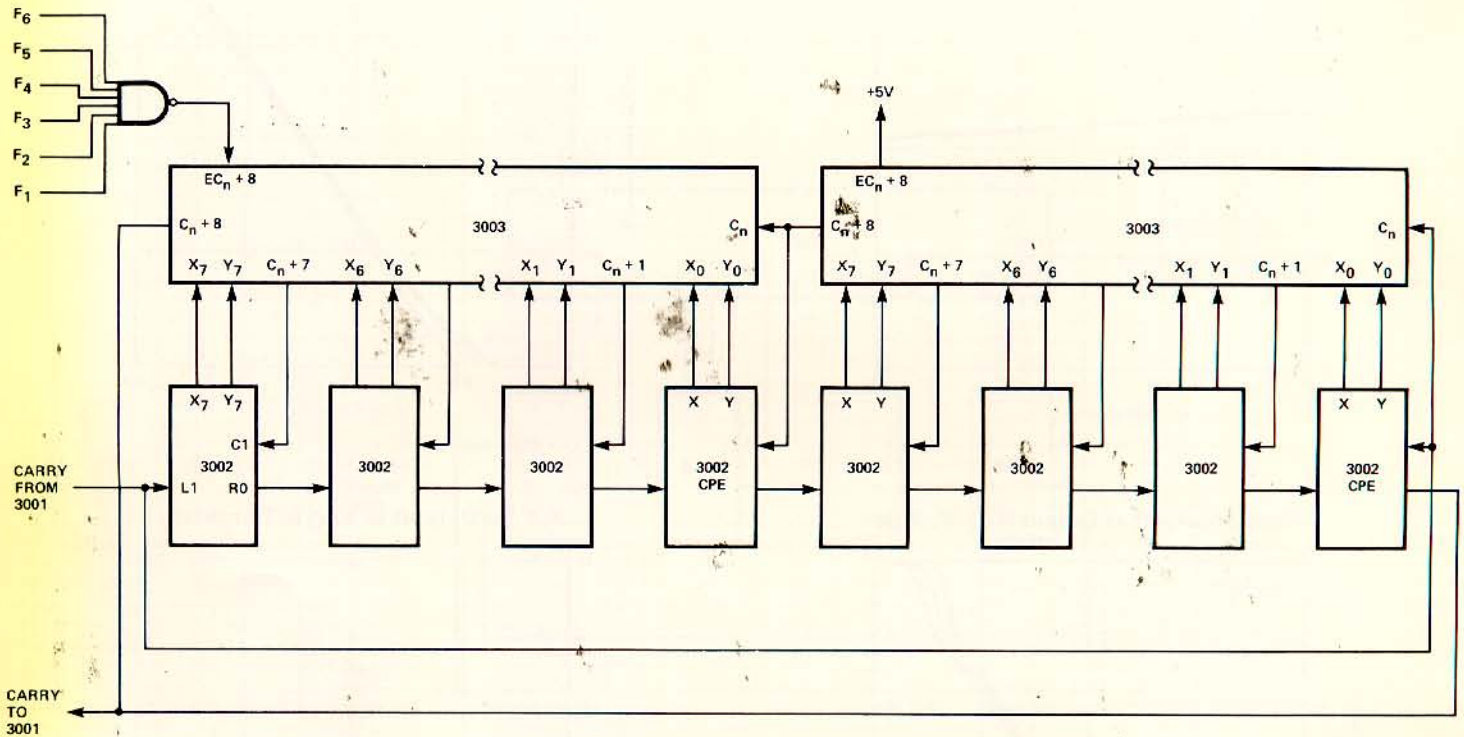 F6
F5
F4
F3
F2
F1
+5V
ECn + 8
ECn + 8
Cn + 8
3003
Cn
Cn + 8
3003
Cn
X7 Y7 Cn + 7 X6 Y6 X1 Y1 Cn + 1 X0 Y0
X7 Y7 Cn + 7 X6 Y6 X1 Y1 Cn + 1 X0 Y0
X7 Y7
X Y
X Y
X Y
C1
CARRY
FROM
3001
3002
L1 R0
3002
3002
3002
CPE
3002
3002
3002
3002
CPE
CARRY
TO
3001